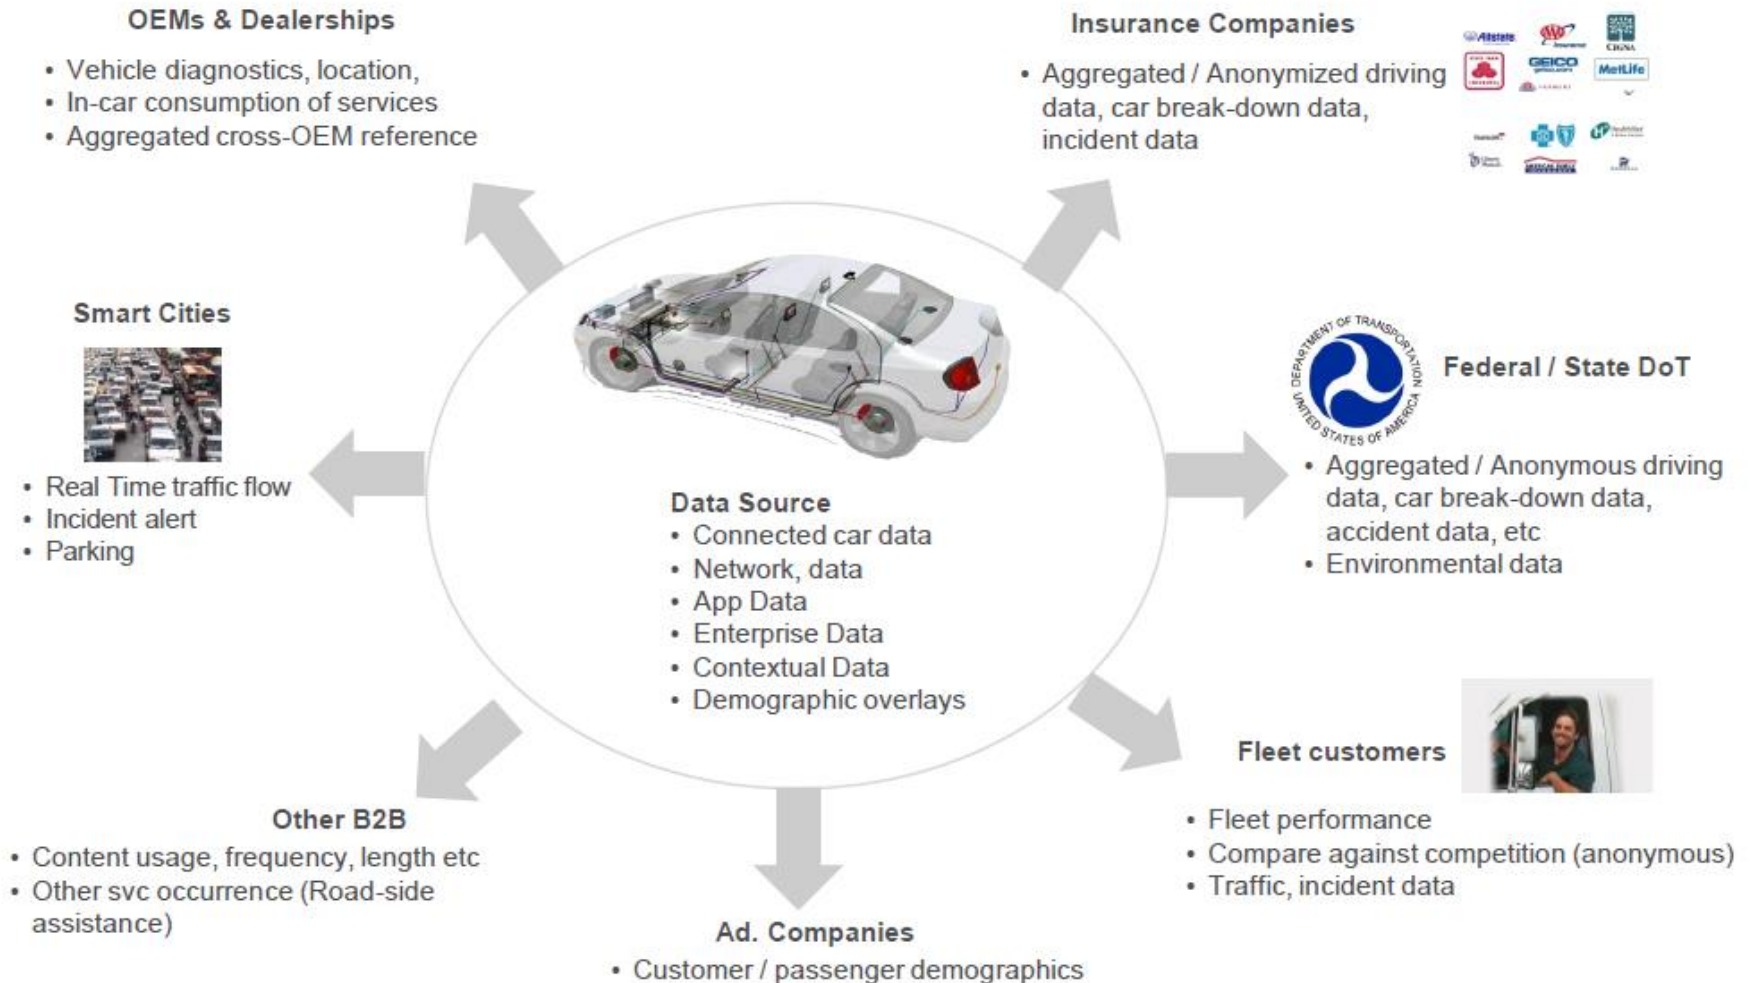 OEMs & Dealerships
• Vehicle diagnostics, location,
• In-car consumption of services
• Aggregated cross-OEM reference
Insurance Companies
• Aggregated / Anonymized driving
data, car break-down data,
incident data
Allstate
Insurance
CIGNA
GEICO
MetLife
Smart Cities
• Real Time traffic flow
• Incident alert
• Parking
DEPARTMENT OF TRANSPORTATION
UNITED STATES OF AMERICA
Federal / State DoT
• Aggregated / Anonymous driving
data, car break-down data,
accident data, etc
• Environmental data
Data Source
• Connected car data
• Network, data
• App Data
• Enterprise Data
• Contextual Data
• Demographic overlays
Fleet customers
• Fleet performance
• Compare against competition (anonymous)
• Traffic, incident data
Other B2B
• Content usage, frequency, length etc
• Other svc occurrence (Road-side
assistance)
Ad. Companies
• Customer / passenger demographics